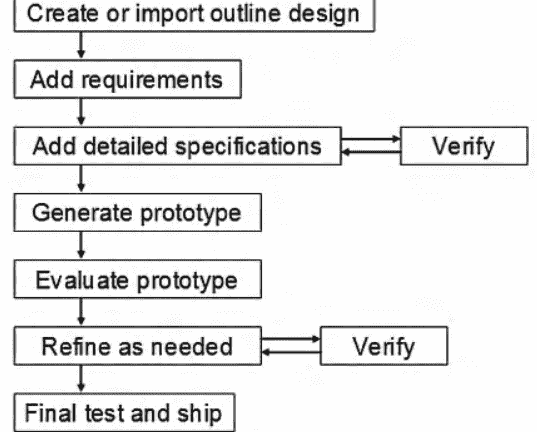 Create or import outline design
Add requirements
Add detailed specifications
Verify
Generate prototype
Evaluate prototype
Refine as needed
Verify
Final test and ship